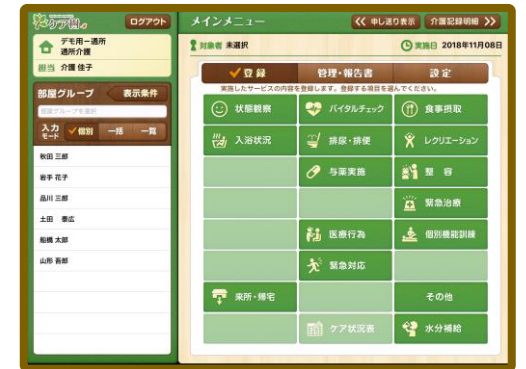 ケア樹。
ログアウト
デモ用－通所
通所介護
担当 介護 佳子
部屋グループ
表示条件
部屋グループを選択
入力モード
✓個別
一括
一覧
秋田 三郎
岩手 花子
品川 三郎
土田 泰広
船橋 太郎
山形 吾郎
メインメニュー
❮❮ 申し送り表示
介護記録明細 ❯❯
対象者 未選択
実施日 2018年11月08日
✓登録
管理・報告書
設定
実施したサービスの内容を登録します。登録する項目を選んでください。
状態観察
バイタルチェック
食事摂取
入浴状況
排尿・排便
レクリエーション
与薬実施
整 容
緊急治療
医療行為
個別機能訓練
緊急対応
来所・帰宅
その他
ケア状況表
水分補給